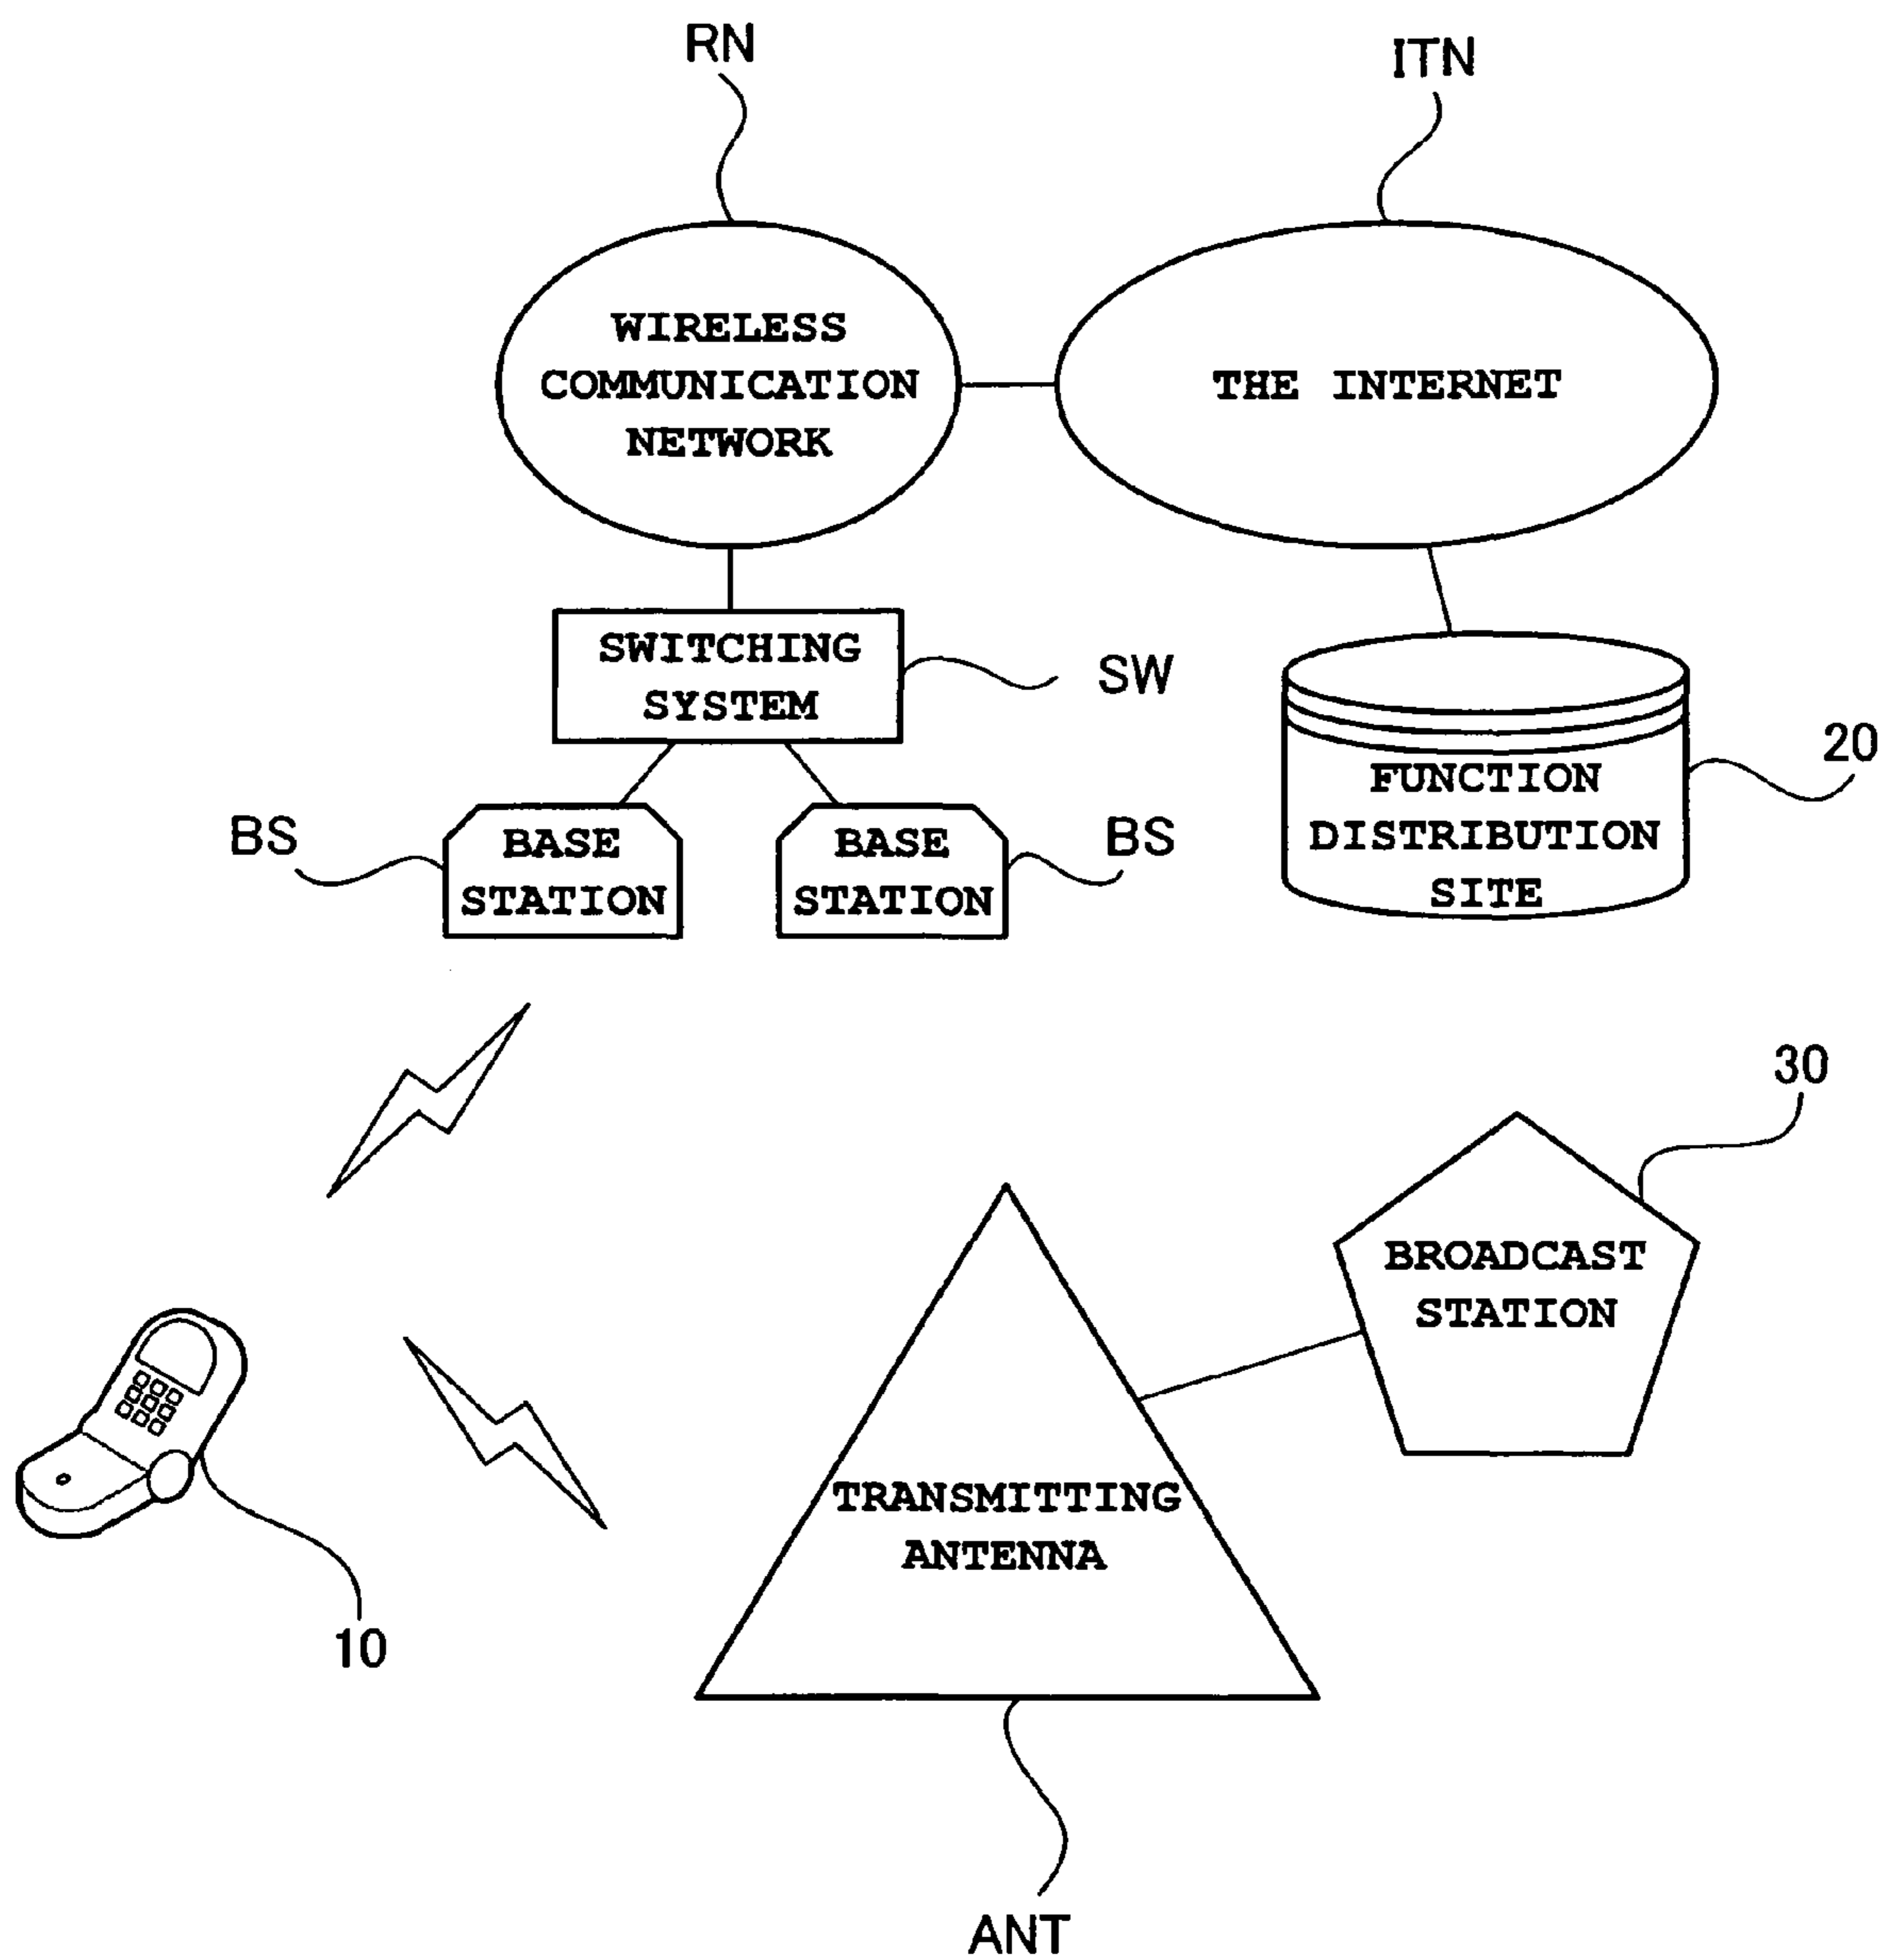 RN
ITN
WIRELESS
COMMUNICATION
NETWORK
THE INTERNET
SWITCHING
SYSTEM
SW
BS
BASE
STATION
BASE
STATION
BS
FUNCTION
DISTRIBUTION
SITE
20
30
BROADCAST
STATION
TRANSMITTING
ANTENNA
10
ANT